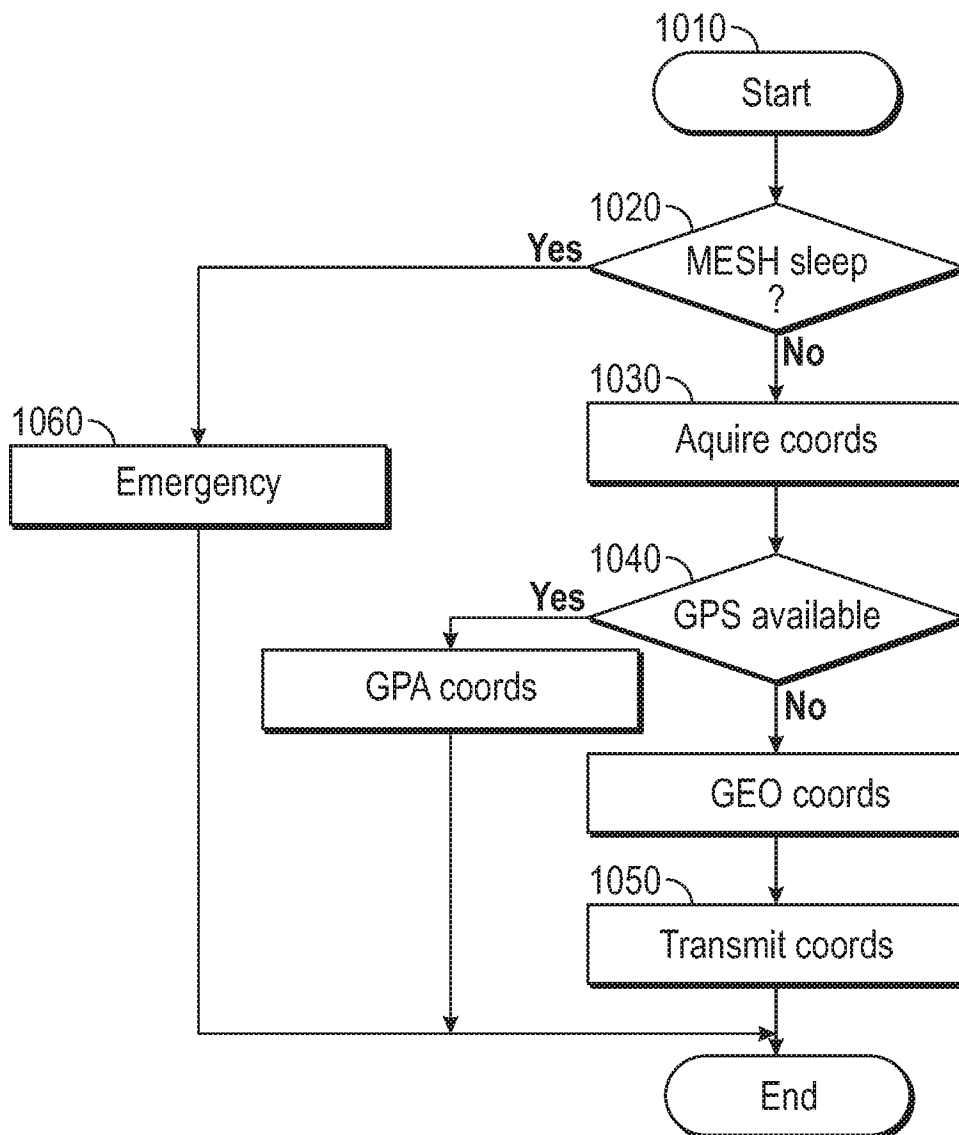 1010
Start
1020
Yes
MESH sleep
?
No
1030
Aquire coords
1060
Emergency
1040
Yes
GPS available
GPA coords
No
GEO coords
1050
Transmit coords
End